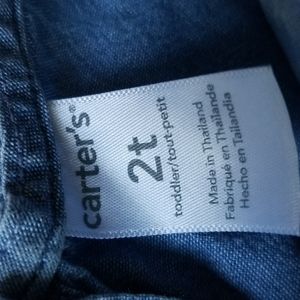 carter's®
2t
toddler/tout-petit
Made in Thailand
Fabriqué en Thaïlande
Hecho en Tailandia